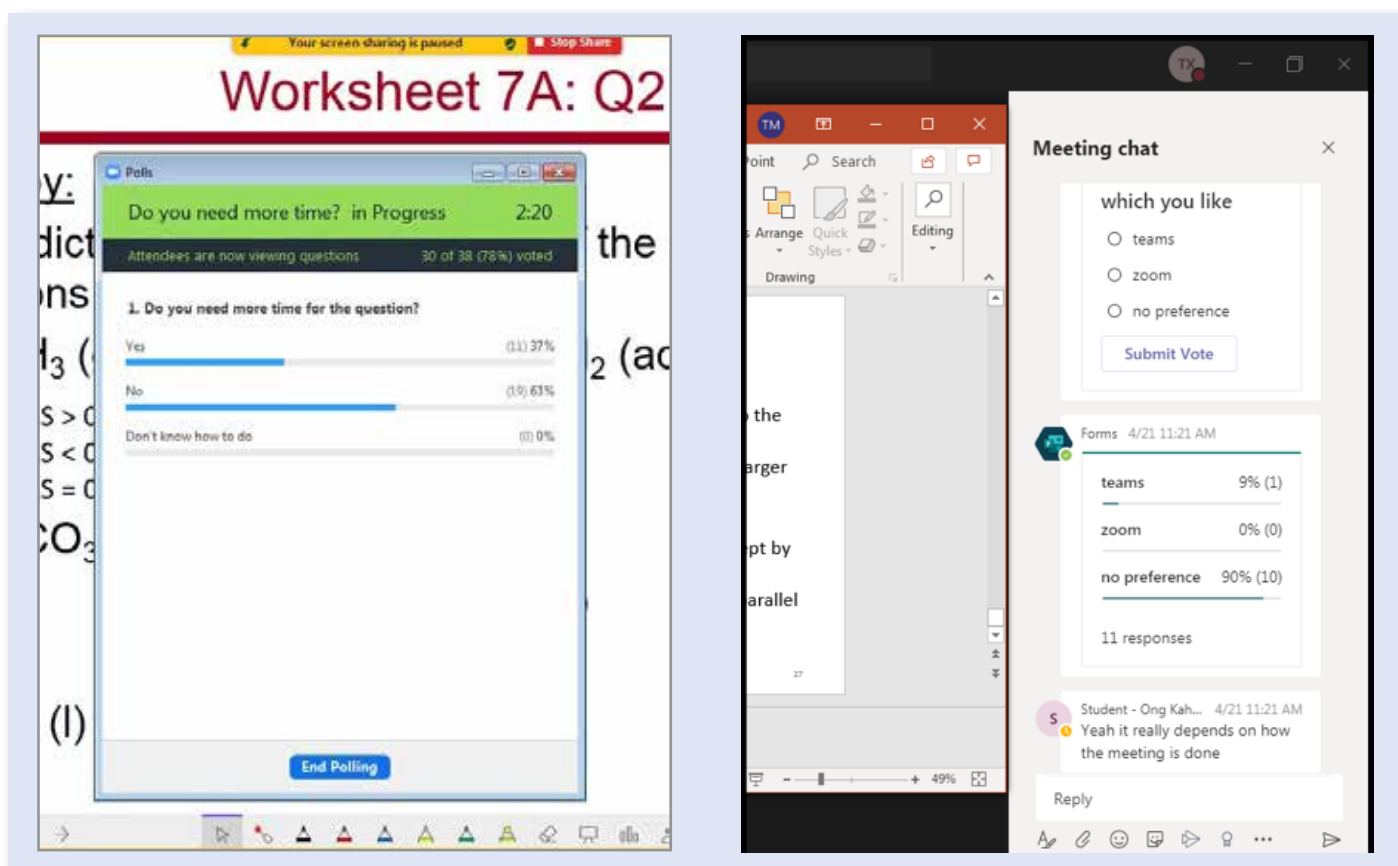 Your screen sharing is paused Stop Share
Worksheet 7A: Q2
Polls
Do you need more time? in Progress 2:20
Attendees are now viewing questions 30 of 38 (78%) voted
1. Do you need more time for the question?
Yes (11) 37%
No (19) 63%
Don't know how to do (0) 0%
End Polling
y:
dict
the
ons
H₃ (
₂ (ac
S > 0
S < 0
S = 0
CO₃
(l)
TX
TM
Point Search
Arrange Quick Styles Editing
Drawing
the
arger
ept by
arallel
27
49%
Meeting chat
which you like
teams
zoom
no preference
Submit Vote
Forms 4/21 11:21 AM
teams 9% (1)
zoom 0% (0)
no preference 90% (10)
11 responses
S
Student - Ong Kah... 4/21 11:21 AM
Yeah it really depends on how
the meeting is done
Reply